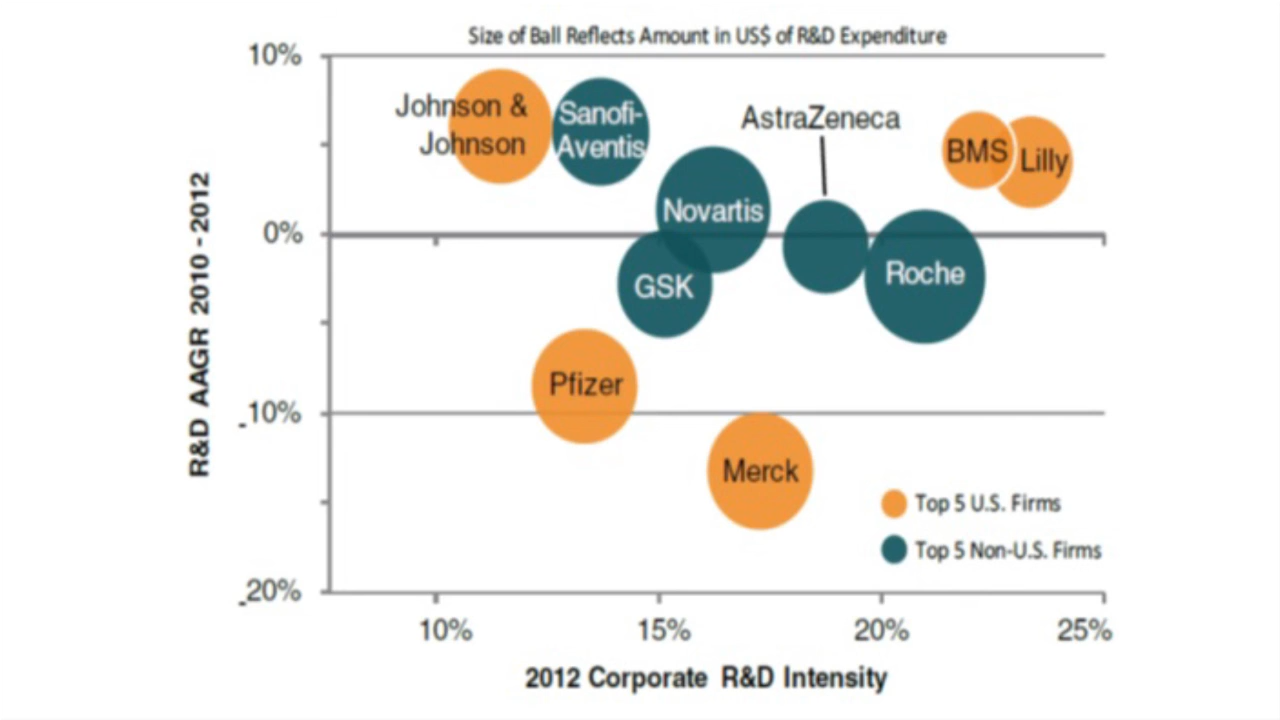 Size of Ball Reflects Amount in US$ of R&D Expenditure
10%
Johnson &
Johnson
Sanofi-
Aventis
AstraZeneca
BMS
Lilly
Novartis
0%
GSK
Roche
R&D AAGR 2010-2012
Pfizer
-10%
Merck
Top 5 U.S. Firms
Top 5 Non-U.S. Firms
-20%
10%
15%
20%
25%
2012 Corporate R&D Intensity